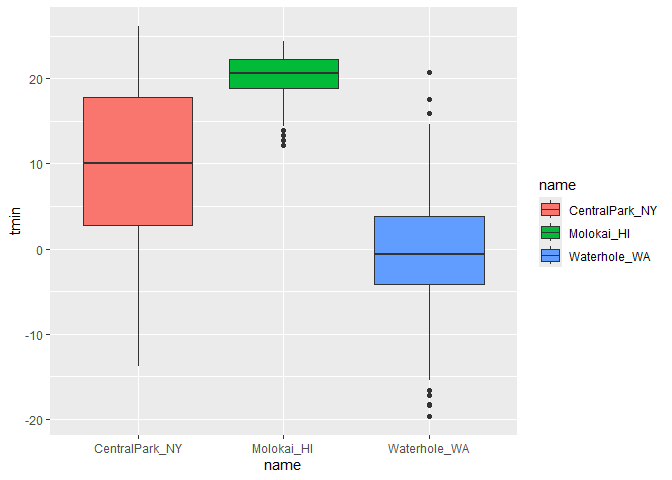 tmin
20
10
0
-10
-20
CentralPark_NY
Molokai_HI
Waterhole_WA
name
name
CentralPark_NY
Molokai_HI
Waterhole_WA